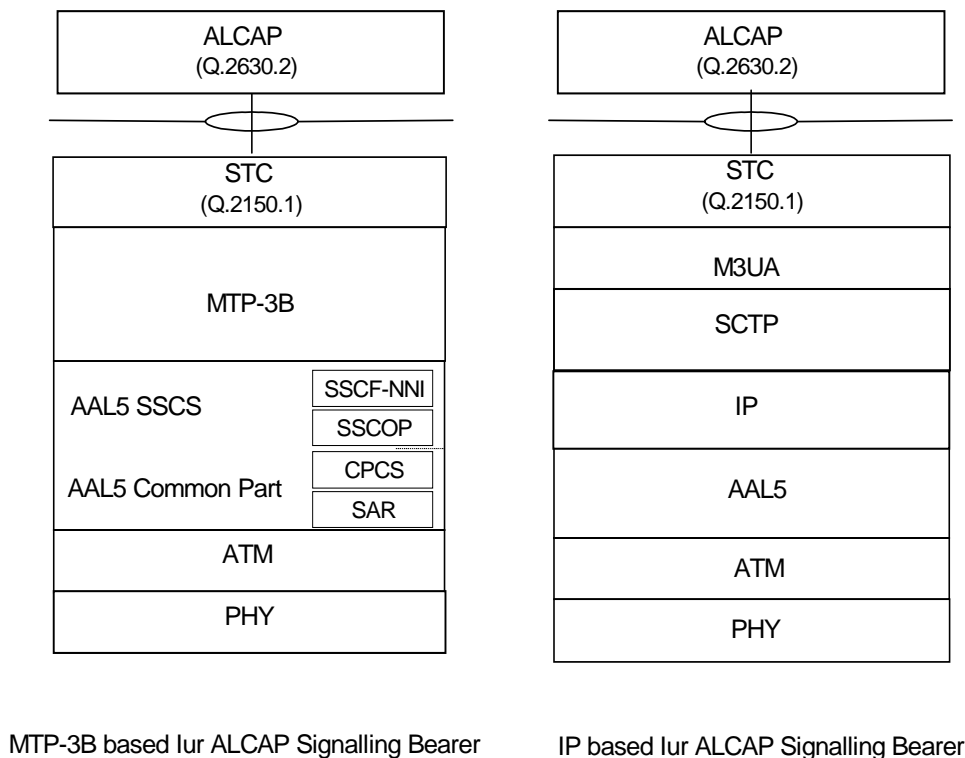 ALCAP
(Q.2630.2)
STC
(Q.2150.1)
MTP-3B
AAL5 SSCS
SSCF-NNI
SSCOP
AAL5 Common Part
CPCS
SAR
ATM
PHY
MTP-3B based Iur ALCAP Signalling Bearer
ALCAP
(Q.2630.2)
STC
(Q.2150.1)
M3UA
SCTP
IP
AAL5
ATM
PHY
IP based Iur ALCAP Signalling Bearer